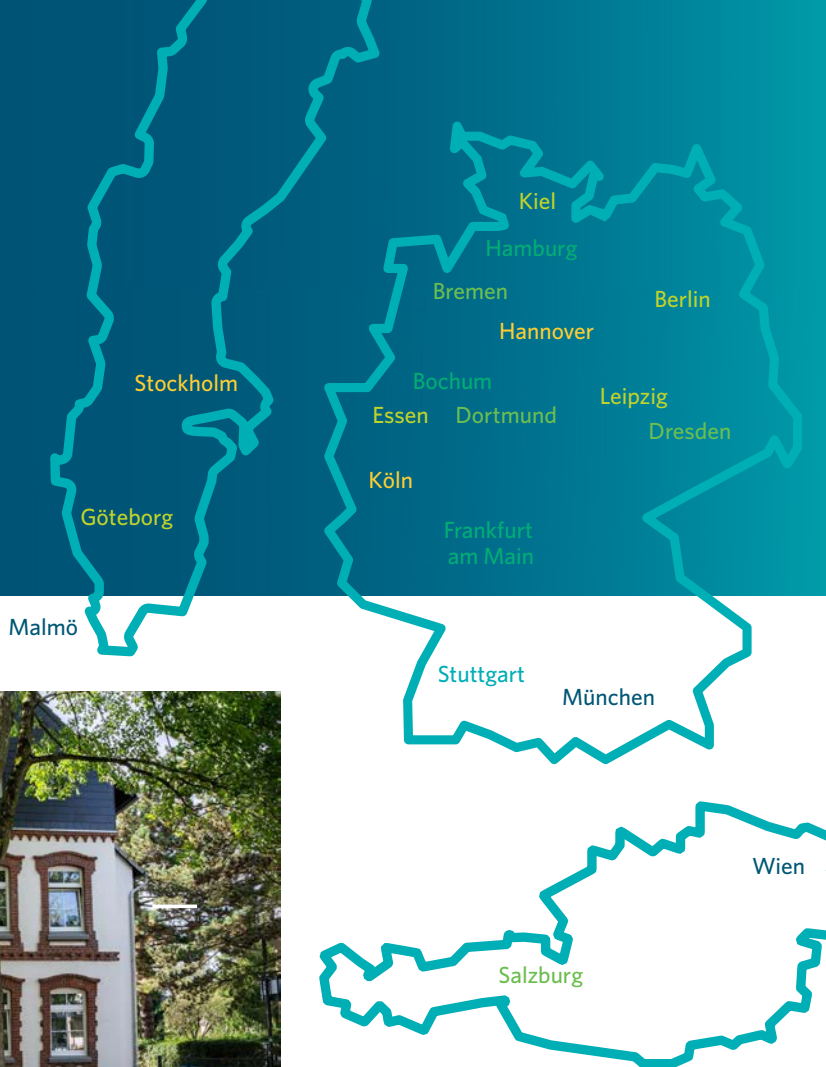 Kiel
Hamburg
Bremen
Berlin
Hannover
Stockholm
Bochum
Leipzig
Essen
Dortmund
Dresden
Köln
Göteborg
Frankfurt
am Main
Malmö
Stuttgart
München
Wien
Salzburg